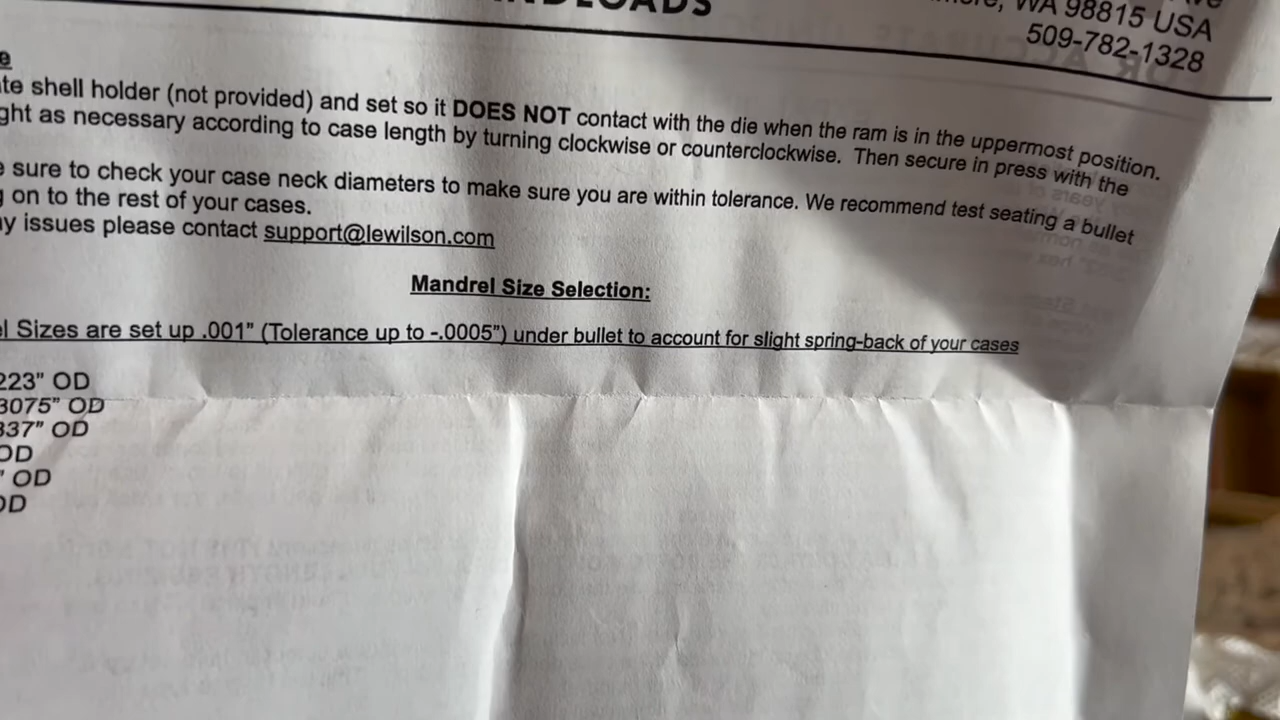 WA 98815 USA
509-782-1328
shell holder (not provided) and set so it DOES NOT contact with the die when the ram is in the uppermost position.
as necessary according to case length by turning clockwise or counterclockwise. Then secure in press with the
sure to check your case neck diameters to make sure you are within tolerance. We recommend test seating a bullet
on to the rest of your cases.
issues please contact support@lewilson.com
Mandrel Size Selection:
Sizes are set up .001" (Tolerance up to -.0005") under bullet to account for slight spring-back of your cases
223" OD
3075" OD
337" OD
OD
" OD
OD